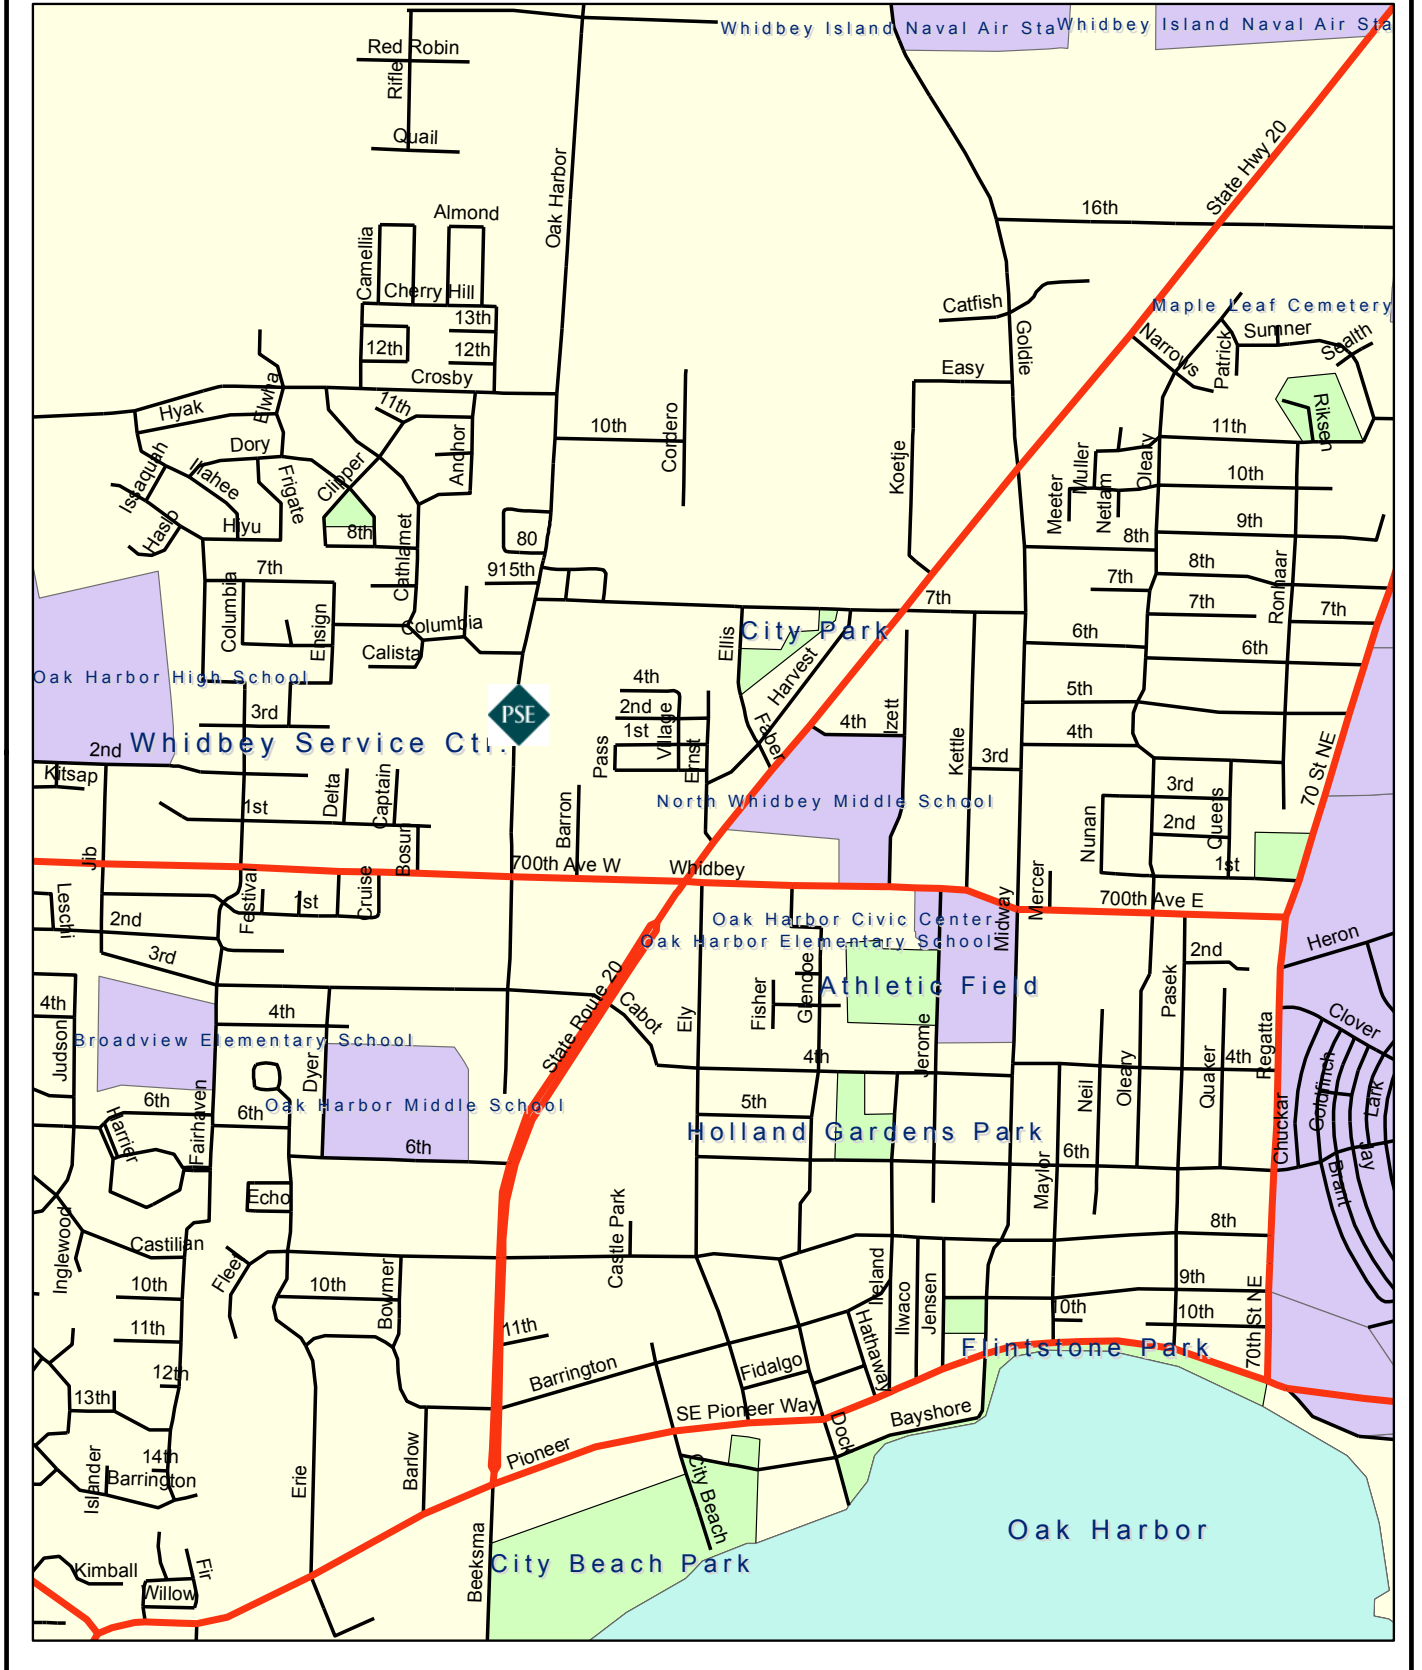 Whidbey Island Naval Air Sta
Whidbey Island Naval Air Sta
Red Robin
Rifle
Quail
State Hwy 20
Oak Harbor
Almond
16th
Camellia
Cherry Hill
Catfish
Maple Leaf Cemetery
13th
Goldie
Sumner
Narrows
Patrick
Sealth
12th
12th
Easy
Crosby
Elwha
Hyak
11th
Riksen
10th
Cordero
11th
Dory
Anchor
Koetje
Muller
Oleary
Issaquah
Illahee
Frigate
Clipper
10th
Meeter
Netlam
Haslo
Hiyu
8th
Cathlamet
80
9th
8th
7th
915th
8th
7th
Ronhaar
Columbia
Ensign
7th
7th
7th
Columbia
City Park
Ellis
6th
6th
Calista
Harvest
Oak Harbor High School
4th
5th
PSE
3rd
2nd
Village
Faber
4th
Izett
1st
4th
2nd
Whidbey Service Ctr.
Pass
Ernst
Kettle
3rd
70 St NE
Kitsap
Delta
Captain
3rd
1st
North Whidbey Middle School
Barron
Nunan
2nd
Queets
Bosun
Jib
700th Ave W
Whidbey
1st
Mercer
Leschi
Festival
1st
Cruise
700th Ave E
2nd
Oak Harbor Civic Center
Midway
Oak Harbor Elementary School
Heron
3rd
2nd
State Route 20
Glencoe
Athletic Field
Pasek
4th
4th
Cabot
Ely
Fisher
Clover
Judson
Broadview Elementary School
Jerome
Regatta
Dyer
4th
4th
Goldfinch
Oleary
Quaker
Neil
Lark
6th
6th
Oak Harbor Middle School
5th
Harrier
Fairhaven
Holland Gardens Park
Chuckar
6th
6th
Jay
Maylor
Brant
Echo
Inglewood
Castle Park
8th
Castilian
Fleet
Ireland
10th
10th
Bowmer
Ilwaco
Jensen
9th
10th
10th
70th St NE
11th
11th
Hathaway
Flintstone Park
12th
Barrington
Fidalgo
13th
SE Pioneer Way
Bayshore
Dock
14th
Pioneer
Islander
Barrington
Erie
Barlow
City Beach
Oak Harbor
Beeksma
City Beach Park
Kimball
Fir
Willow